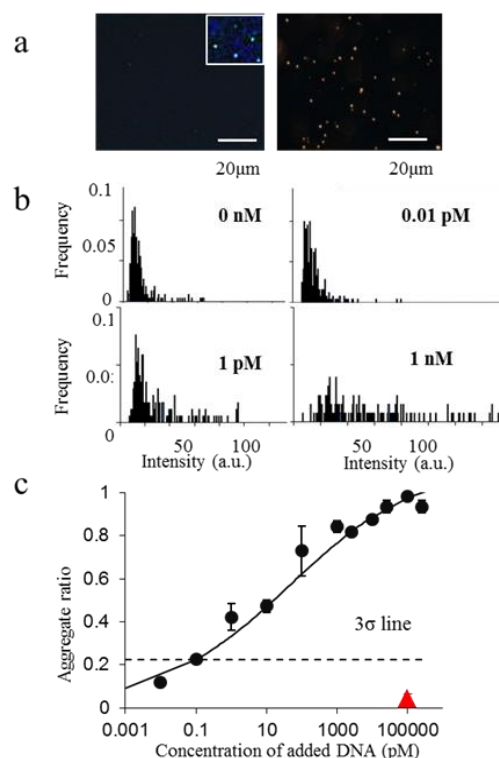 a
20μm 20μm
b
0.1
0.05
0
Frequency
0 nM
0.01 pM
0.1
0.0
0
Frequency
1 pM
1 nM
50 100
50 100
Intensity (a.u.) Intensity (a.u.)
c
Aggregate ratio
1
0.8
0.6
0.4
0.2
0
3σ line
0.001 0.1 10 1000 100000
Concentration of added DNA (pM)